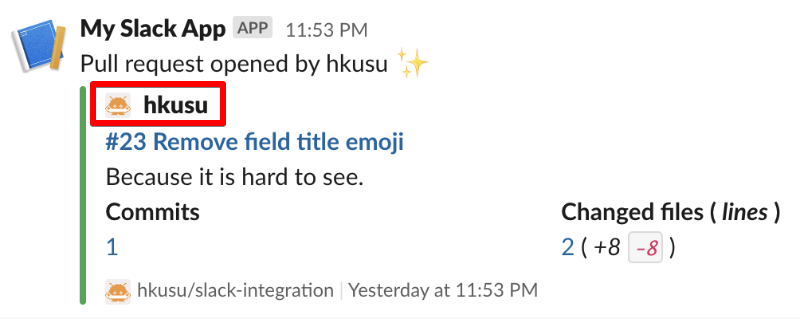 My Slack App APP 11:53 PM
Pull request opened by hkusu ✨
hkusu
#23 Remove field title emoji
Because it is hard to see.
Commits Changed files ( lines )
1 2 ( +8 -8 )
hkusu/slack-integration | Yesterday at 11:53 PM